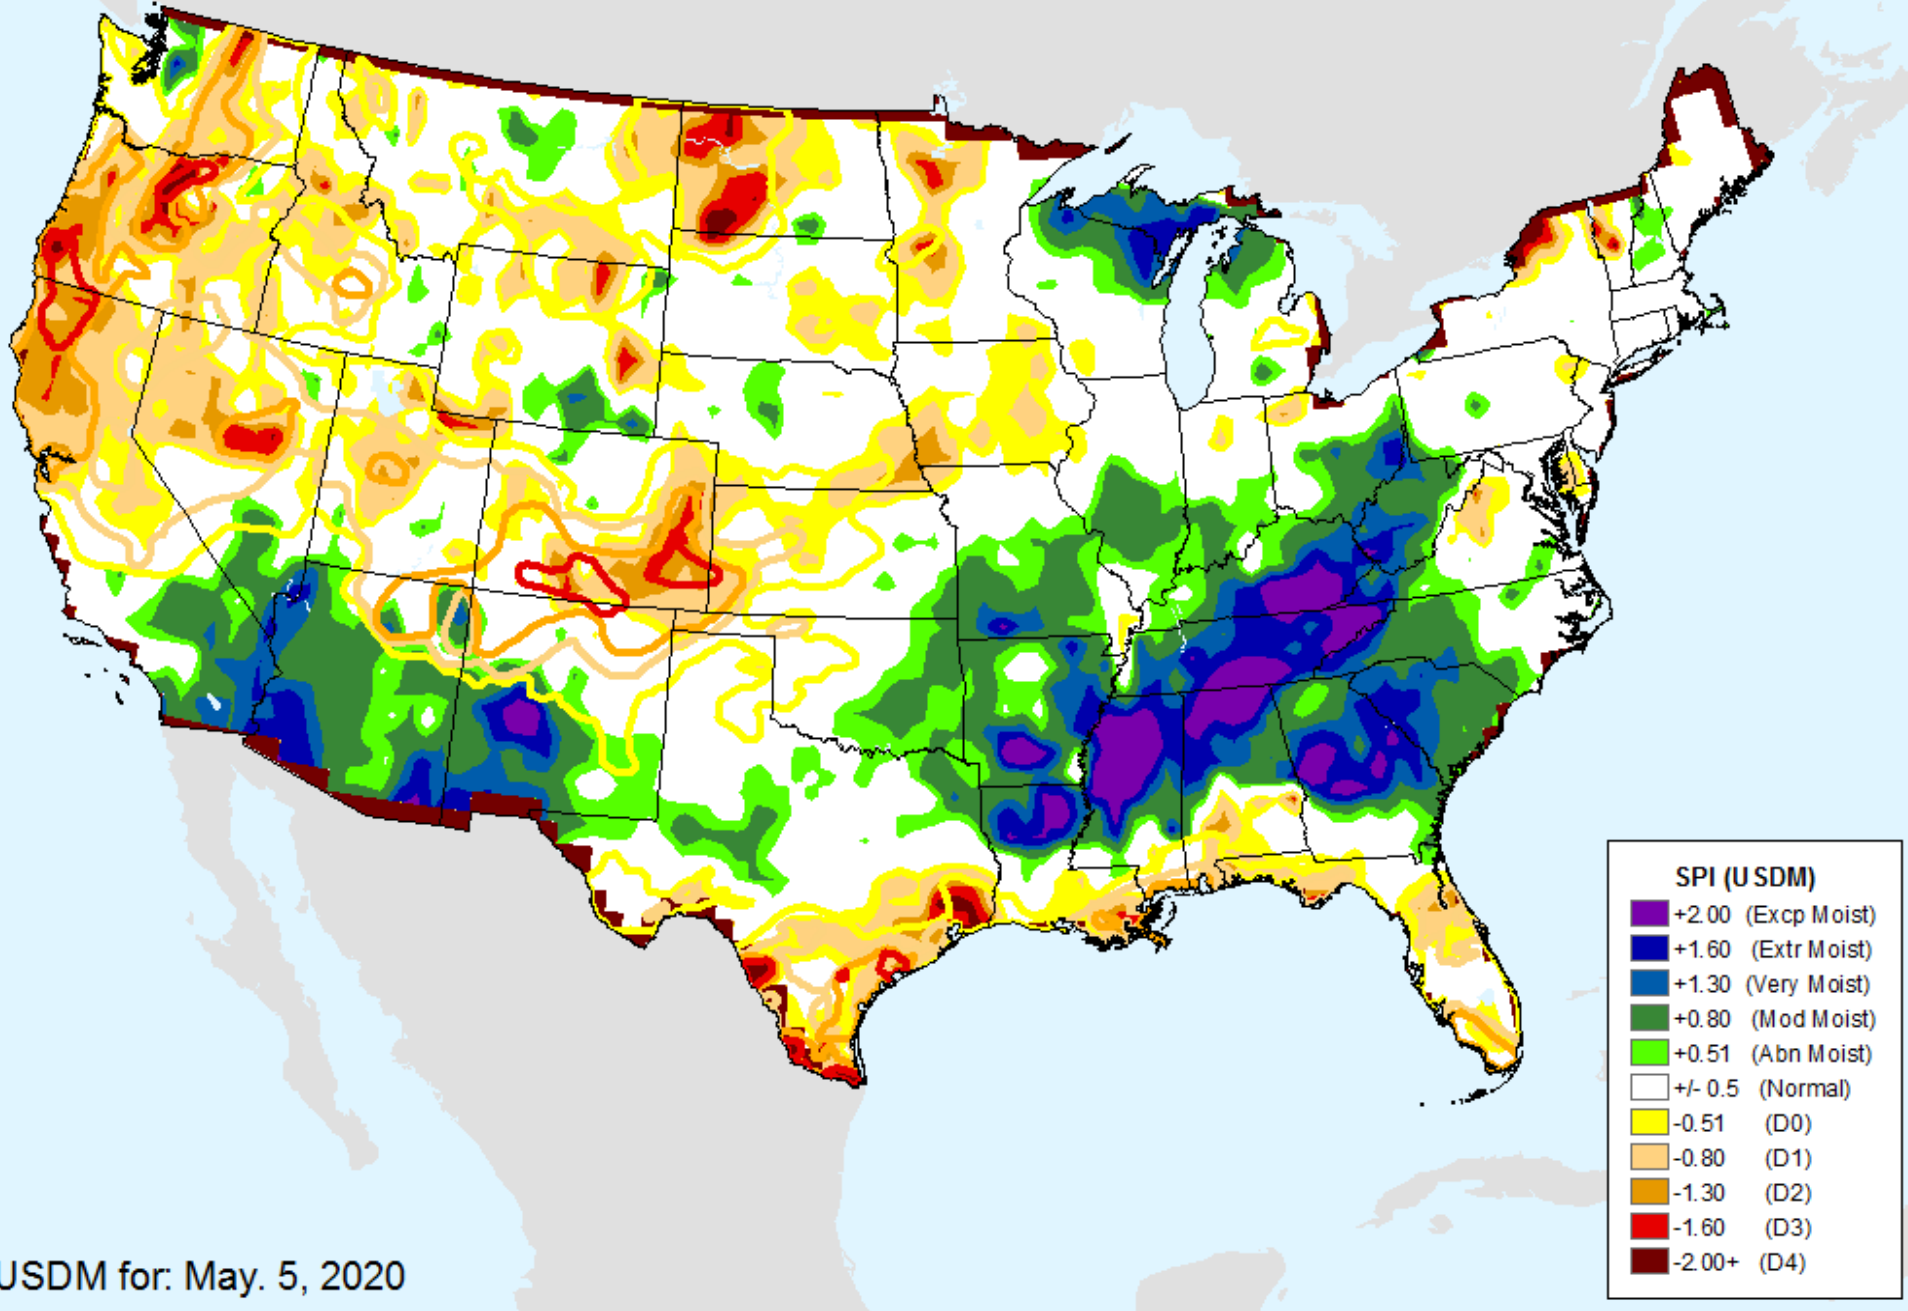 SPI (USDM)
+2.00 (Excp Moist)
+1.60 (Extr Moist)
+1.30 (Very Moist)
+0.80 (Mod Moist)
+0.51 (Abn Moist)
+/- 0.5 (Normal)
-0.51 (D0)
-0.80 (D1)
-1.30 (D2)
-1.60 (D3)
-2.00+ (D4)
USDM for: May. 5, 2020